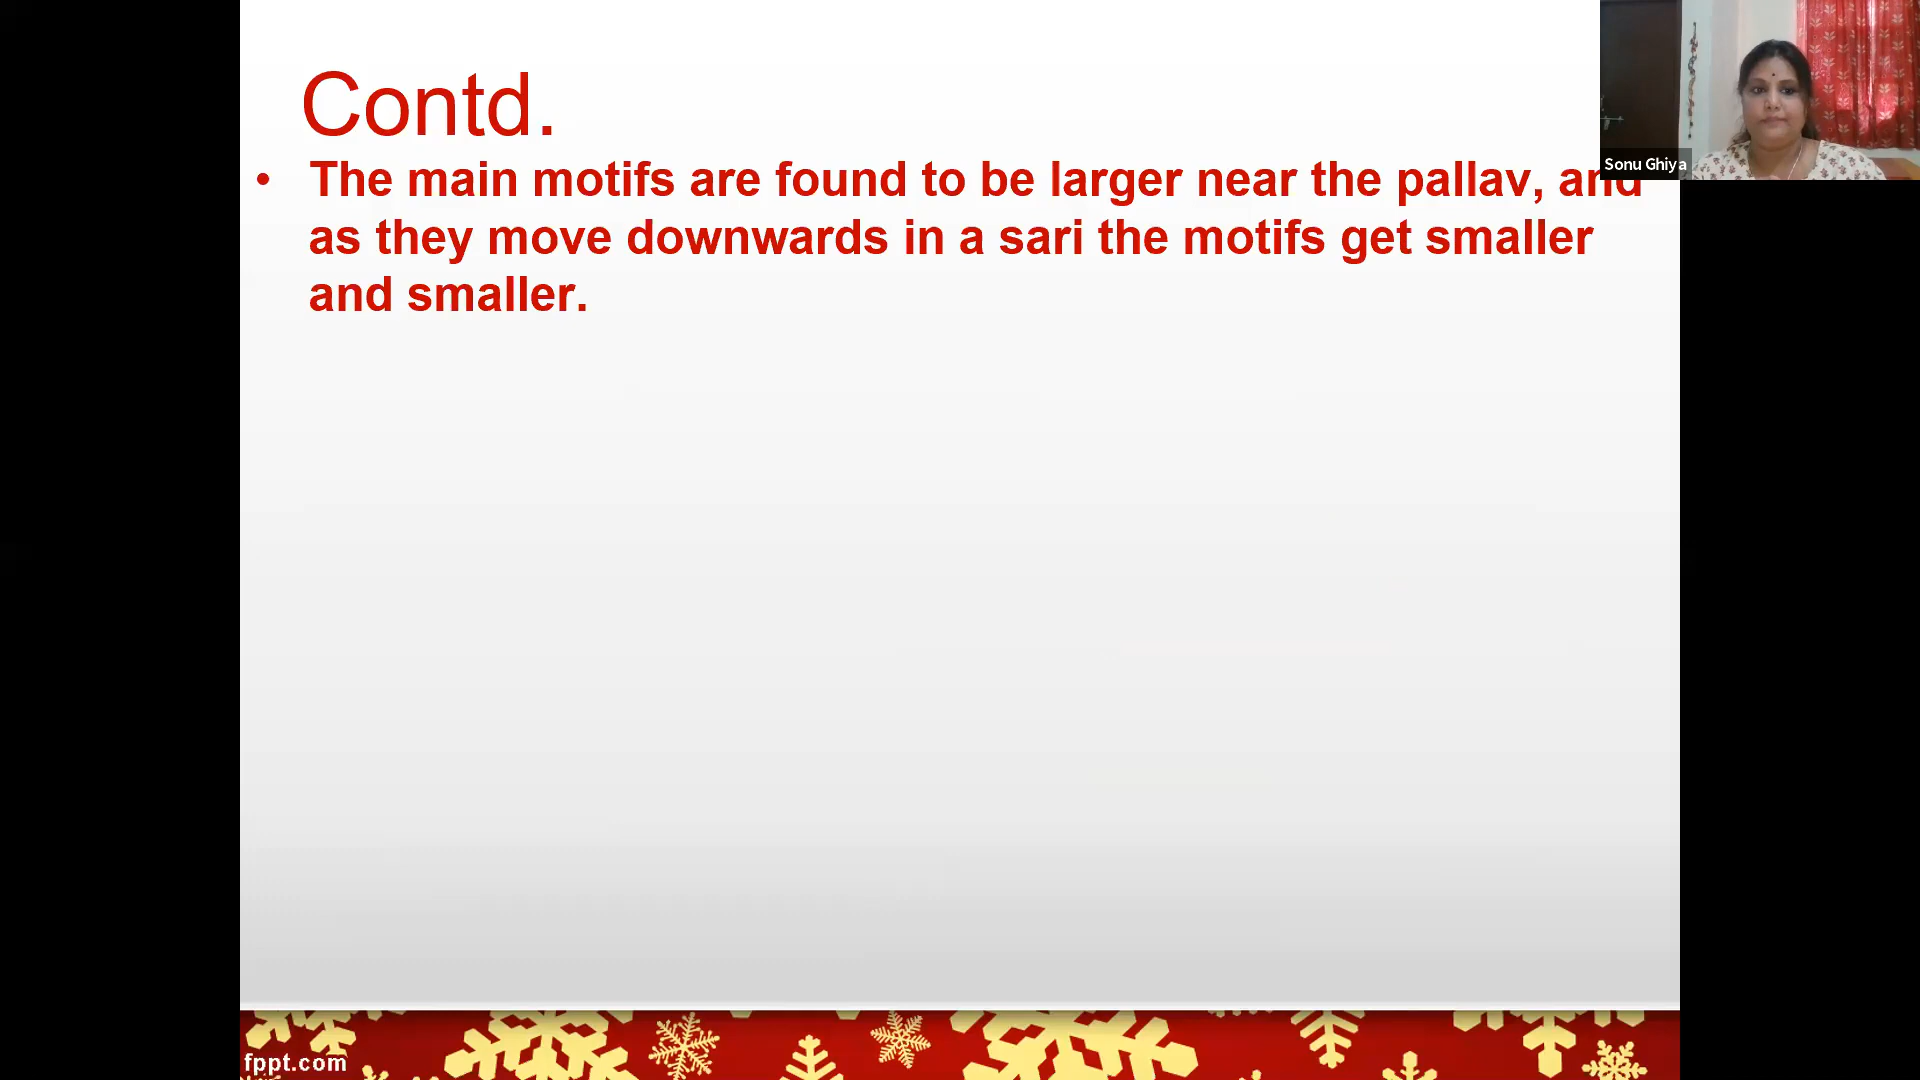 Contd.
• The main motifs are found to be larger near the pallav, and
as they move downwards in a sari the motifs get smaller
and smaller.
Sonu Ghiya
fppt.com